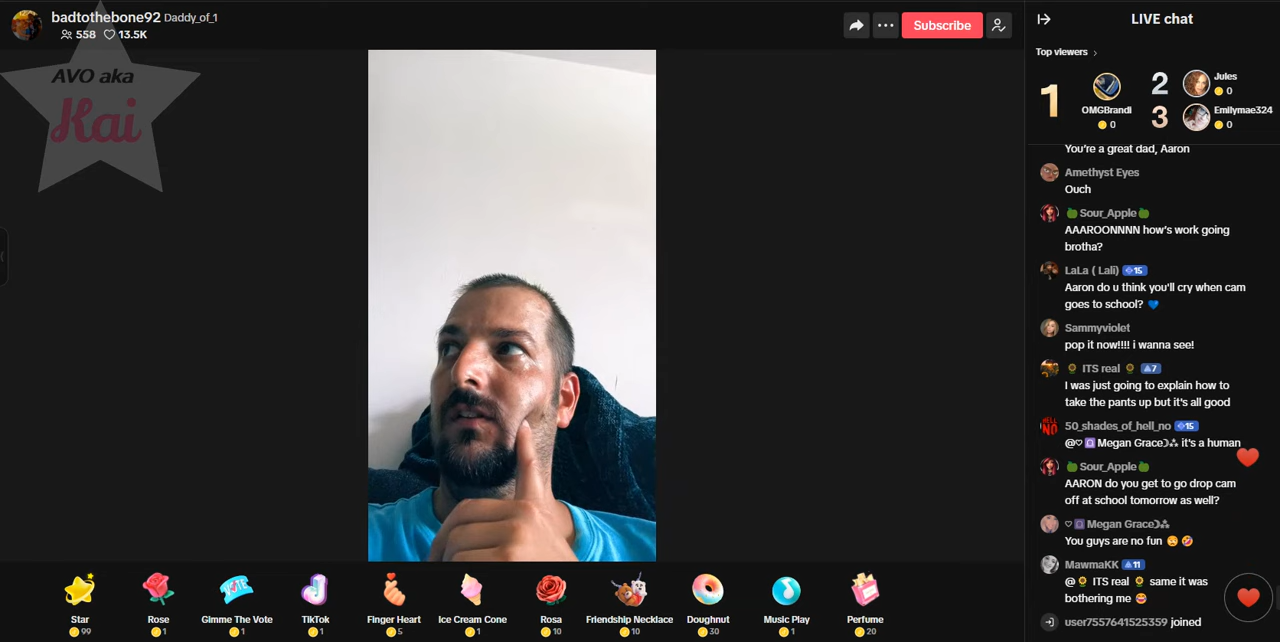 badtothebone92 Daddy_of_1
558 13.5K
Subscribe
AVO aka
Kai
LIVE chat
Top viewers
1
OMGBrandI
0
2
Jules
0
3
Emilymae324
0
You're a great dad, Aaron
Amethyst Eyes
Ouch
Sour_Apple
AAAROONNNN how's work going
brotha?
LaLa ( Lali) 15
Aaron do u think you'll cry when cam
goes to school?
Sammyviolet
pop it now!!!! i wanna see!
ITS real 7
I was just going to explain how to
take the pants up but it's all good
HELL
NO
50_shades_of_hell_no 15
@♡ Megan Grace☽⁂ it's a human
Sour_Apple
AARON do you get to go drop cam
off at school tomorrow as well?
♡ Megan Grace☽⁂
You guys are no fun
MawmaKK 11
@ ITS real same it was
bothering me
user7557641525359 joined
Star
99
Rose
1
Gimme The Vote
1
TikTok
1
Finger Heart
5
Ice Cream Cone
1
Rosa
10
Friendship Necklace
10
Doughnut
30
Music Play
1
Perfume
20